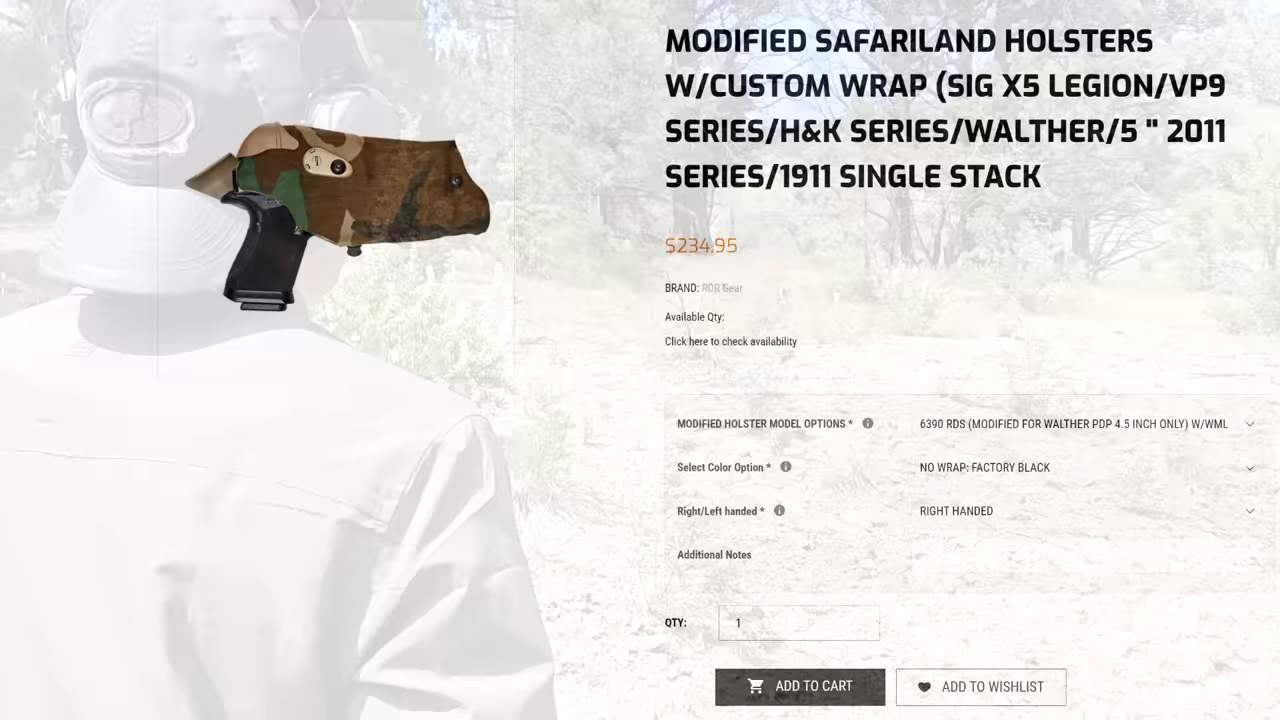 MODIFIED SAFARILAND HOLSTERS
W/CUSTOM WRAP (SIG X5 LEGION/VP9
SERIES/H&K SERIES/WALTHER/5 " 2011
SERIES/1911 SINGLE STACK
$234.95
BRAND: RDR Gear
Available Qty:
Click here to check availability
MODIFIED HOLSTER MODEL OPTIONS * 6390 RDS (MODIFIED FOR WALTHER PDP 4.5 INCH ONLY) W/WML
Select Color Option * NO WRAP: FACTORY BLACK
Right/Left handed * RIGHT HANDED
Additional Notes
QTY: 1
ADD TO CART ADD TO WISHLIST